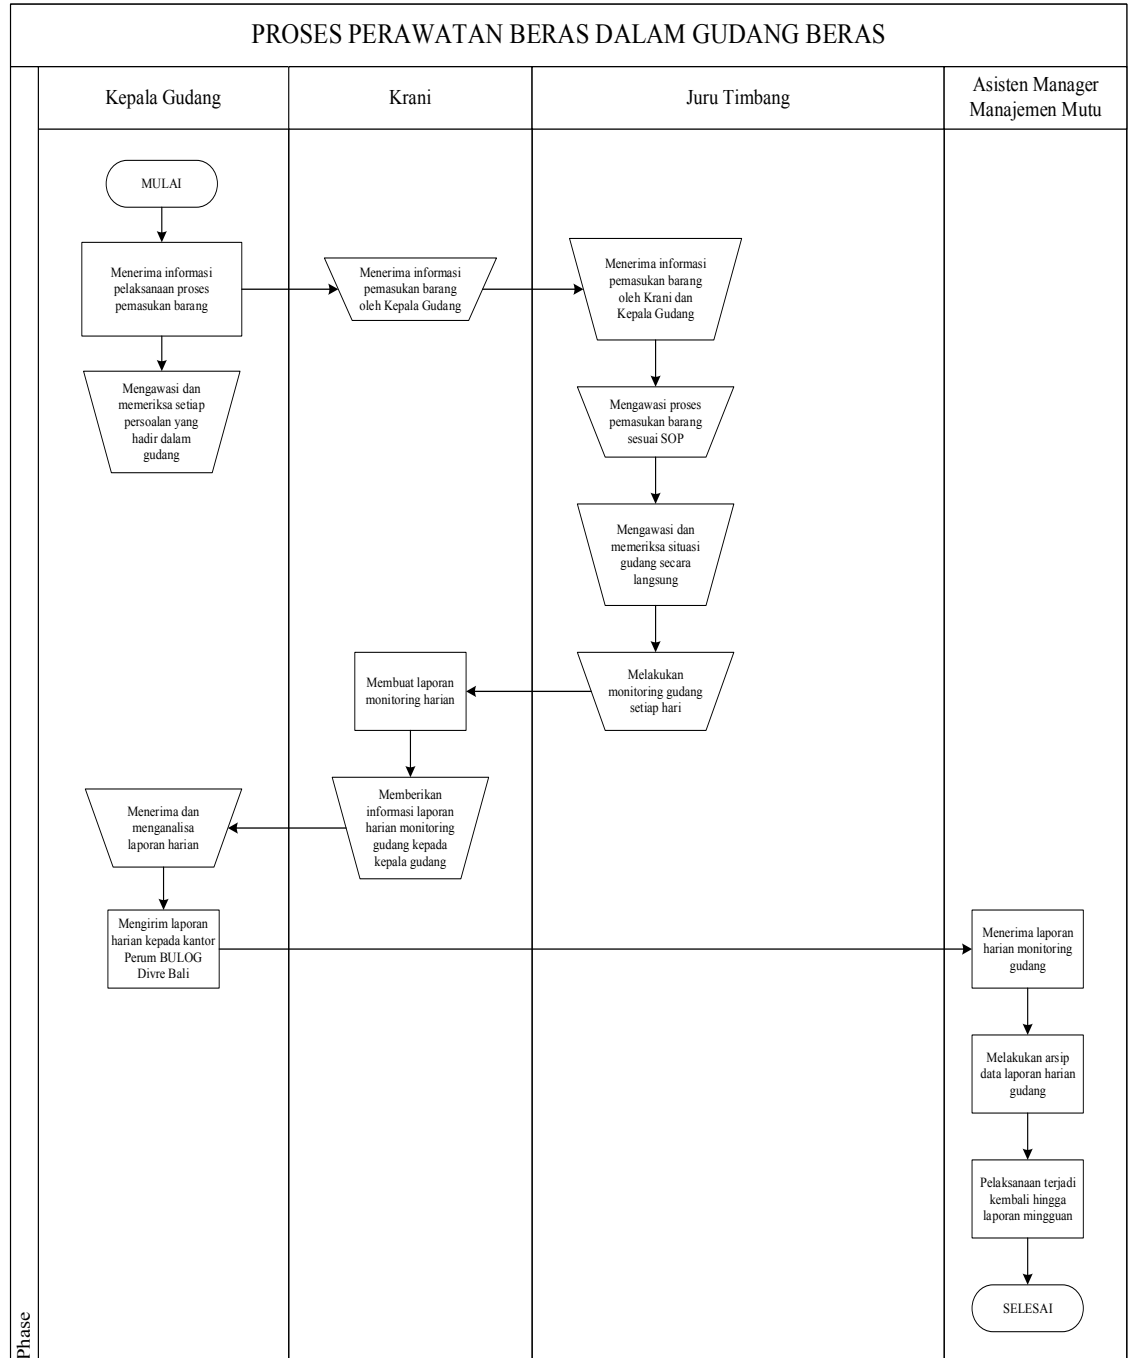 PROSES PERAWATAN BERAS DALAM GUDANG BERAS
Kepala Gudang
Krani
Juru Timbang
Asisten Manager
Manajemen Mutu
MULAI
Menerima informasi
pelaksanaan proses
pemasukan barang
Menerima informasi
pemasukan barang
oleh Kepala Gudang
Menerima informasi
pemasukan barang
oleh Krani dan
Kepala Gudang
Mengawasi dan
memeriksa setiap
persoalan yang
hadir dalam
gudang
Mengawasi proses
pemasukan barang
sesuai SOP
Mengawasi dan
memeriksa situasi
gudang secara
langsung
Melakukan
monitoring gudang
setiap hari
Membuat laporan
monitoring harian
Memberikan
informasi laporan
harian monitoring
gudang kepada
kepala gudang
Menerima dan
menganalisa
laporan harian
Mengirim laporan
harian kepada kantor
Perum BULOG
Divre Bali
Menerima laporan
harian monitoring
gudang
Melakukan arsip
data laporan harian
gudang
Pelaksanaan terjadi
kembali hingga
laporan mingguan
SELESAI
Phase